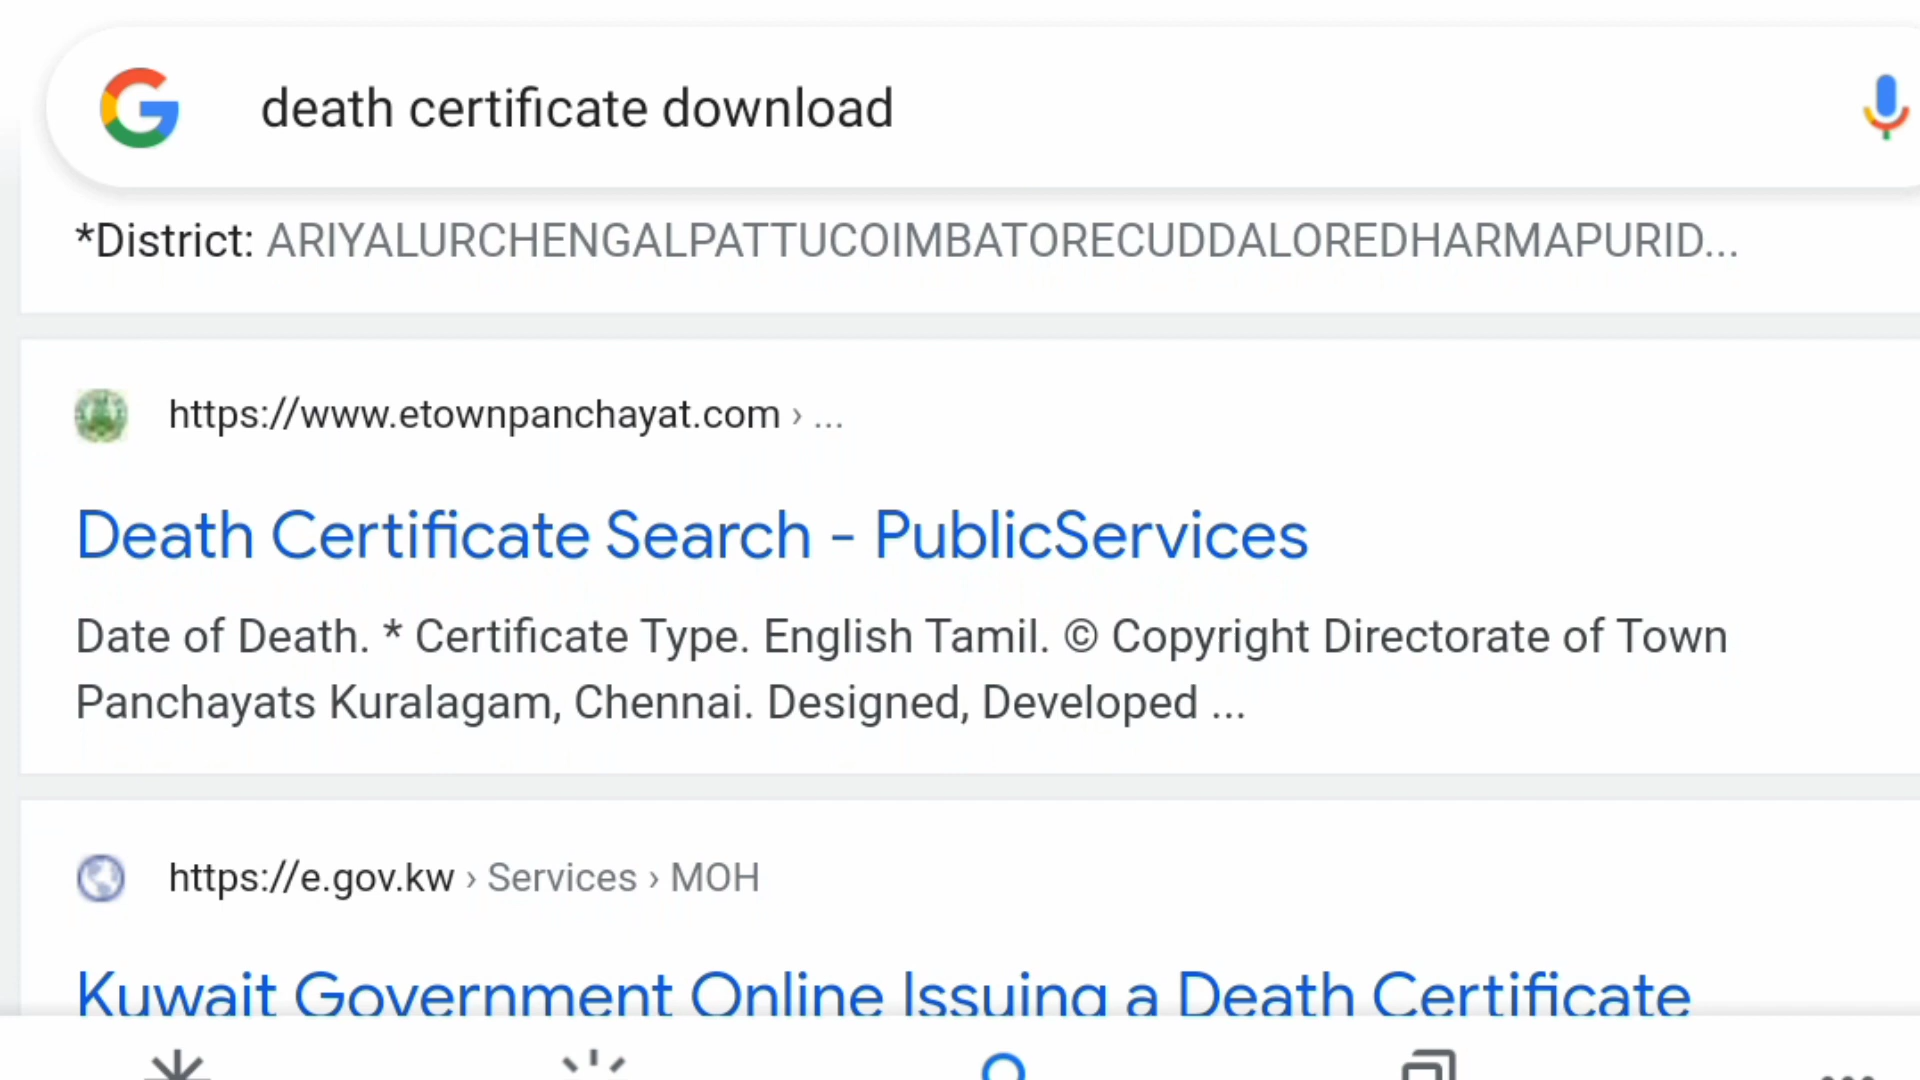 death certificate download
*District: ARIYALURCHENGALPATTUCOIMBATORECUDDALOREDHARMAPURID...
https://www.etownpanchayat.com › ...
Death Certificate Search - PublicServices
Date of Death. * Certificate Type. English Tamil. © Copyright Directorate of Town
Panchayats Kuralagam, Chennai. Designed, Developed ...
https://e.gov.kw › Services › MOH
Kuwait Government Online Issuing a Death Certificate